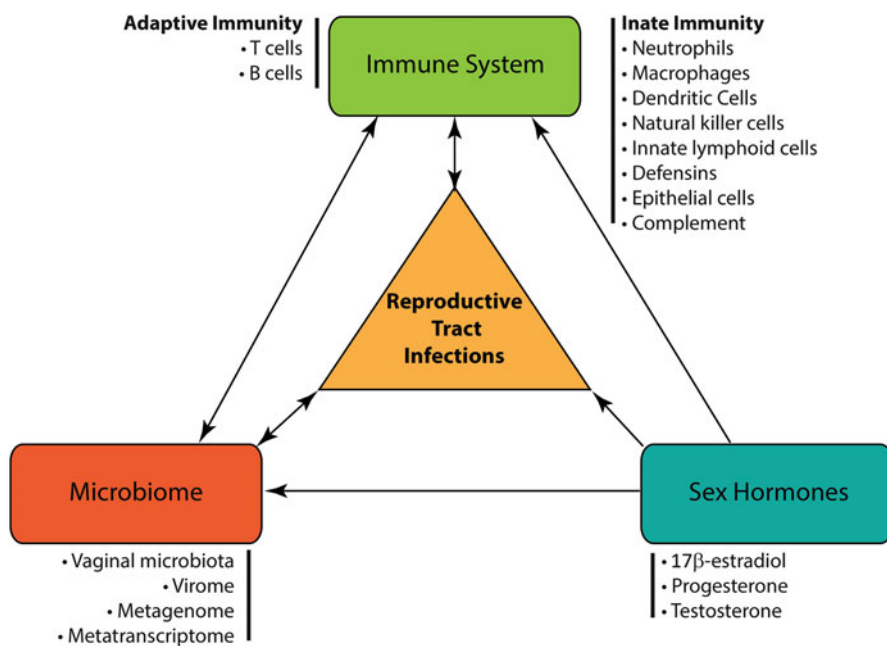 Adaptive Immunity
• T cells
• B cells
Immune System
Inate Immunity
• Neutrophils
• Macrophages
• Dendritic Cells
• Natural killer cells
• Innate lymphoid cells
• Defensins
• Epithelial cells
• Complement
Reproductive
Tract
Infections
Microbiome
• Vaginal microbiota
• Virome
• Metagenome
• Metatranscriptome
Sex Hormones
• 17β-estradiol
• Progesterone
• Testosterone